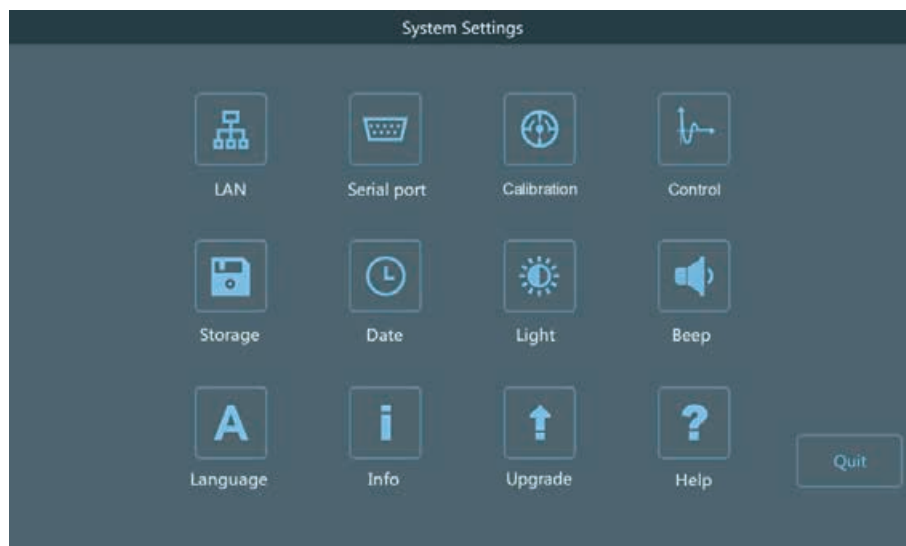 System Settings
LAN Serial port Calibration Control
Storage Date Light Beep
A i ?
Language Info Upgrade Help
Quit